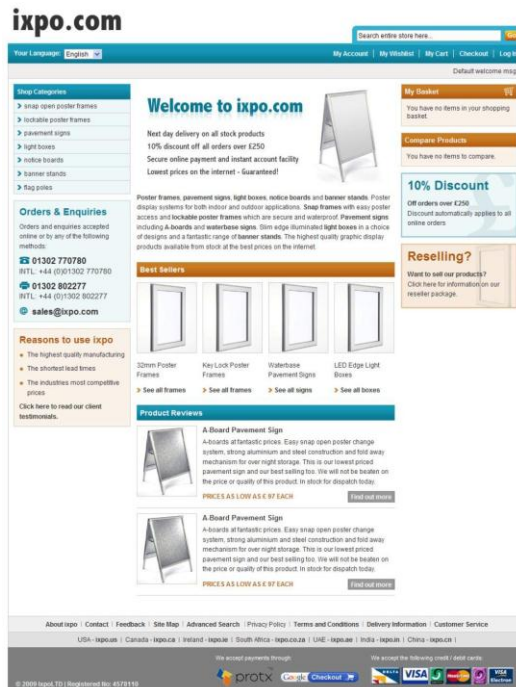 ixpo.com
Search entire store here...
Your Language: English
My Account | My Wishlist | My Cart | Checkout | Log In
Default welcome msg
Shop Categories
snap open poster frames
lockable poster frames
pavement signs
light boxes
notice boards
banner stands
flag poles
Orders & Enquiries
Orders and enquiries accepted
online or by any of the following
methods:
01302 770780
INTL: +44 (0)01302 770780
01302 802277
INTL: +44 (0)1302 802277
sales@ixpo.com
Reasons to use ixpo
The highest quality manufacturing
The shortest lead times
The industries most competitive
prices
Click here to read our client
testimonials.
Welcome to ixpo.com
Next day delivery on all stock products
10% discount off all orders over £250
Secure online payment and instant account facility
Lowest prices on the internet - Guaranteed!
Poster frames, pavement signs, light boxes, notice boards and banner stands. Poster
display systems for both indoor and outdoor applications. Snap frames with easy poster
access and lockable poster frames which are secure and waterproof. Pavement signs
including A-boards and waterbase signs. Slim edge illuminated light boxes in a choice
of designs and a fantastic range of banner stands. The highest quality graphic display
products available from stock at the best prices on the internet.
Best Sellers
32mm Poster
Frames
See all frames
Key Lock Poster
Frames
See all frames
Waterbase
Pavement Signs
See all signs
LED Edge Light
Boxes
See all boxes
Product Reviews
A-Board Pavement Sign
A-boards at fantastic prices. Easy snap open poster change
system, strong aluminium and steel construction and fold away
mechanism for over night storage. This is our lowest priced
pavement sign and our best selling too. We will not be beaten on
the price or quality of this product. In stock for dispatch today.
PRICES AS LOW AS £ 97 EACH
Find out more
A-Board Pavement Sign
A-boards at fantastic prices. Easy snap open poster change
system, strong aluminium and steel construction and fold away
mechanism for over night storage. This is our lowest priced
pavement sign and our best selling too. We will not be beaten on
the price or quality of this product. In stock for dispatch today.
PRICES AS LOW AS £ 97 EACH
Find out more
My Basket
You have no items in your shopping
basket.
Compare Products
You have no items to compare.
10% Discount
Off orders over £250
Discount automatically applies to all
online orders
Reselling?
Want to sell our products?
Click here for information on our
reseller package.
About ixpo | Contact | Feedback | Site Map | Advanced Search | Privacy Policy | Terms and Conditions | Delivery Information | Customer Service
USA - ixpo.us | Canada - ixpo.ca | Ireland - ixpo.ie | South Africa - ixpo.co.za | UAE - ixpo.ae | India - ixpo.in | China - ixpo.cn |
We accept payments through:
protx
Google Checkout
We accept the following credit / debit cards:
DELTA
VISA
VISA
Electron
© 2009 ixpo LTD | Registered No: 4578110